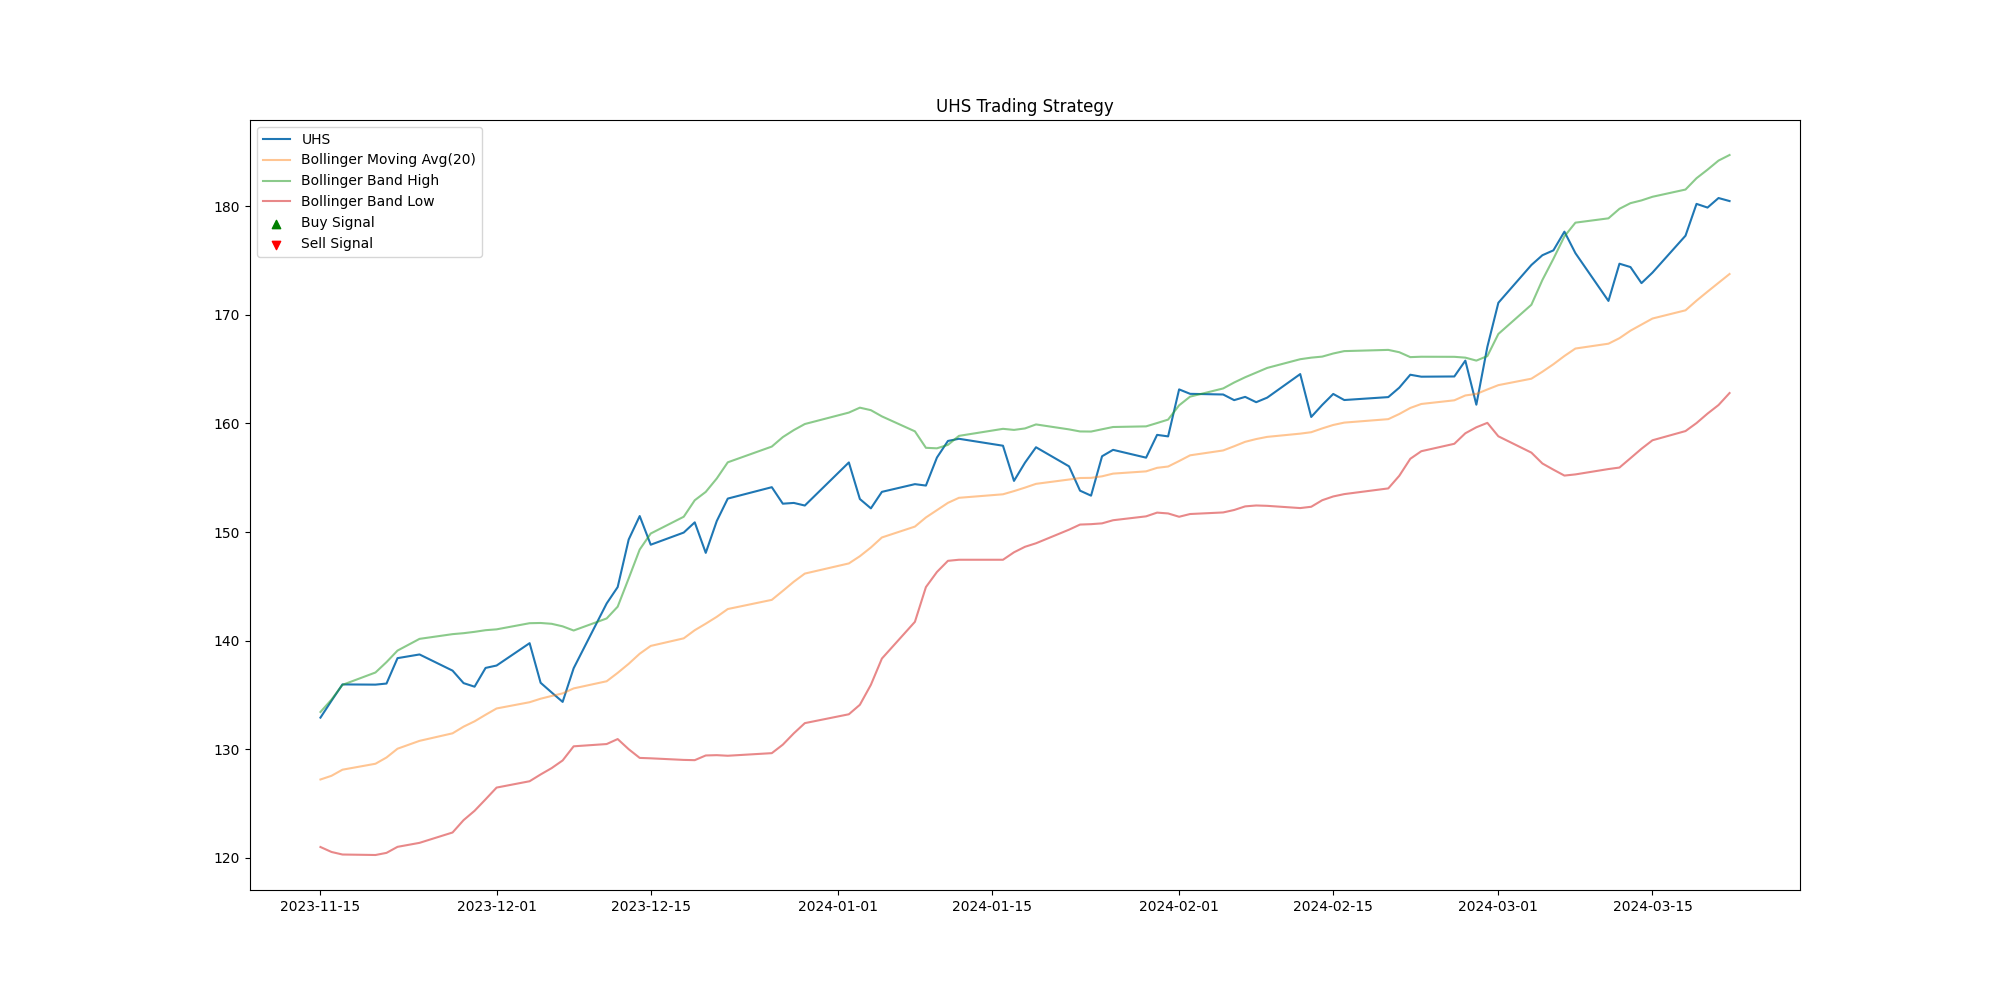 UHS Trading Strategy
UHS
Bollinger Moving Avg(20)
Bollinger Band High
Bollinger Band Low
Buy Signal
Sell Signal
180
170
160
150
140
130
120
2023-11-15
2023-12-01
2023-12-15
2024-01-01
2024-01-15
2024-02-01
2024-02-15
2024-03-01
2024-03-15